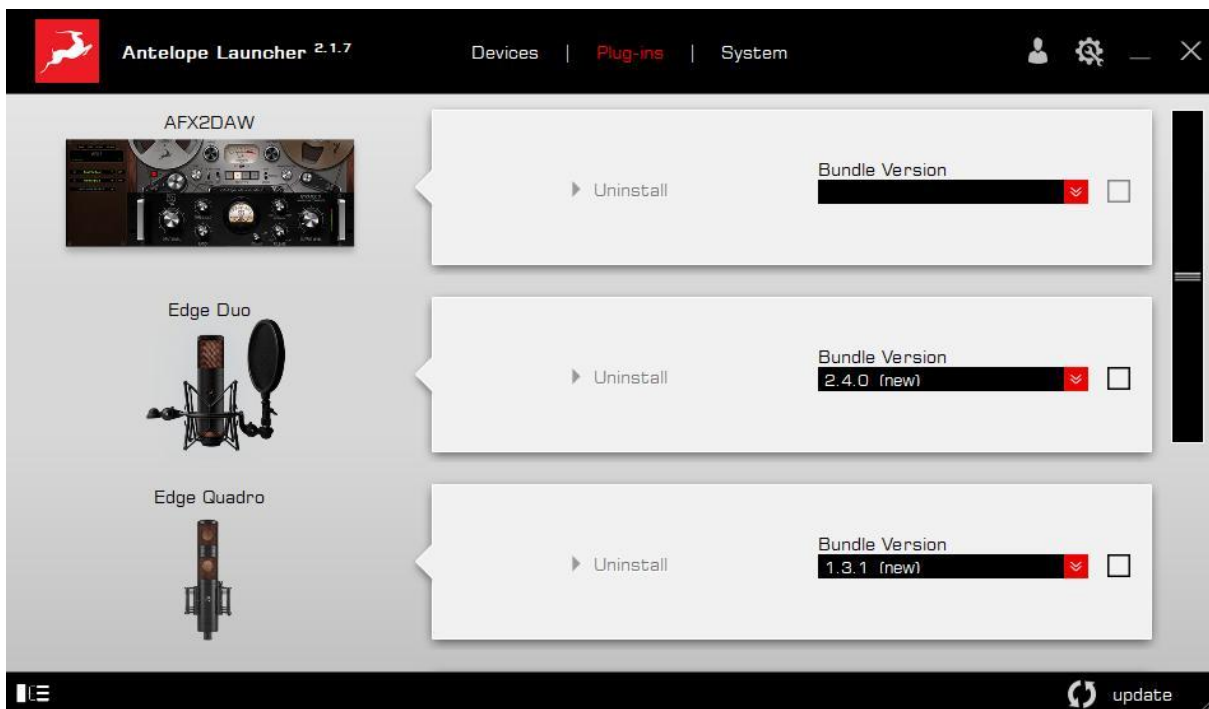 Antelope Launcher 2.1.7
Devices | Plug-ins | System
AFX2DAW
Uninstall
Bundle Version
Edge Duo
Uninstall
Bundle Version
2.4.0 (new)
Edge Quadro
Uninstall
Bundle Version
1.3.1 (new)
update